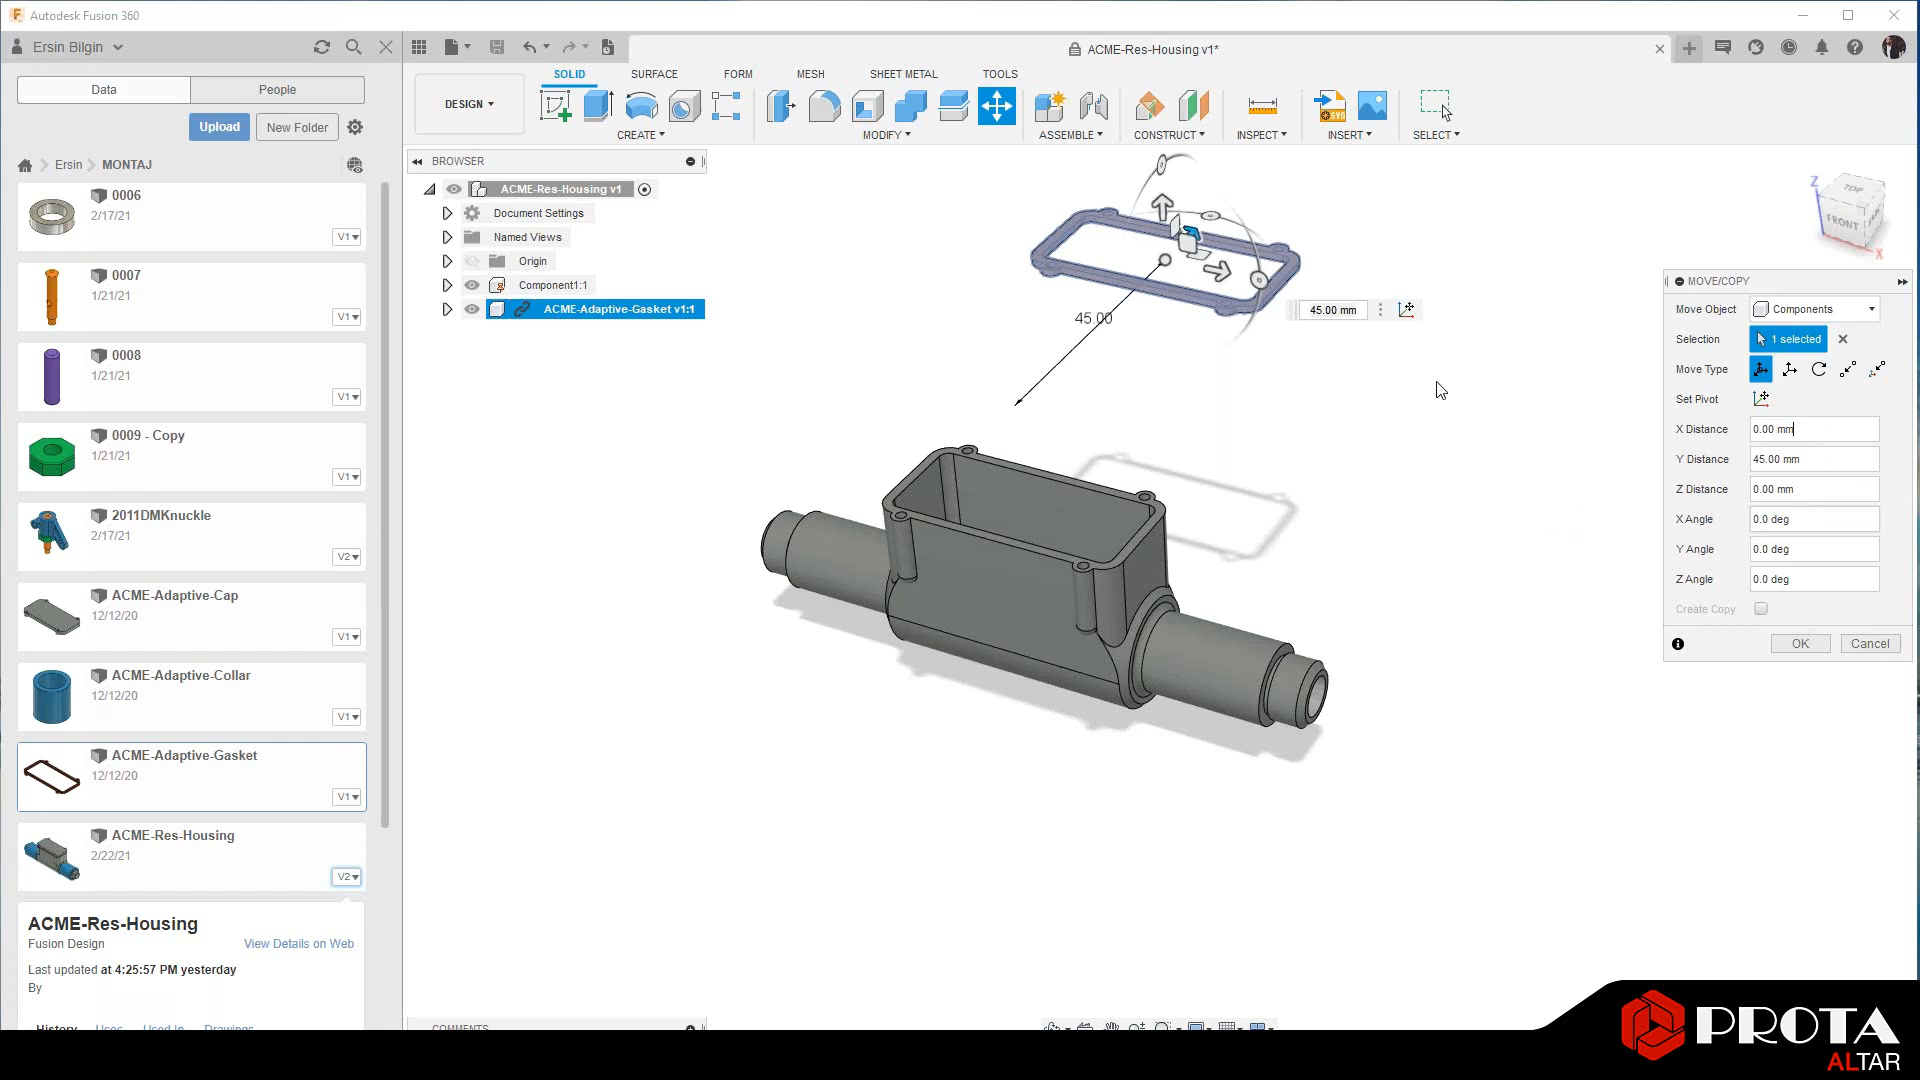 Autodesk Fusion 360
Ersin Bilgin
ACME-Res-Housing v1*
Data
People
Upload
New Folder
Ersin
MONTAJ
0006
2/17/21
V1
0007
1/21/21
V1
0008
1/21/21
V1
0009 - Copy
1/21/21
V1
2011DMKnuckle
2/17/21
V2
ACME-Adaptive-Cap
12/12/20
V1
ACME-Adaptive-Collar
12/12/20
V1
ACME-Adaptive-Gasket
12/12/20
V1
ACME-Res-Housing
2/22/21
V2
ACME-Res-Housing
Fusion Design
View Details on Web
Last updated at 4:25:57 PM yesterday
By
History Uses Used In Drawings
DESIGN
SOLID SURFACE FORM MESH SHEET METAL TOOLS
CREATE MODIFY ASSEMBLE CONSTRUCT INSPECT INSERT SELECT
SVG
BROWSER
ACME-Res-Housing v1
Document Settings
Named Views
Origin
Component1:1
ACME-Adaptive-Gasket v1:1
45.00
45.00 mm
Z
TOP
FRONT
X
MOVE/COPY
Move Object Components
Selection 1 selected
Move Type
Set Pivot
X Distance 0.00 mm
Y Distance 45.00 mm
Z Distance 0.00 mm
X Angle 0.0 deg
Y Angle 0.0 deg
Z Angle 0.0 deg
Create Copy
OK
Cancel
COMMENTS
PROTA
ALTAR